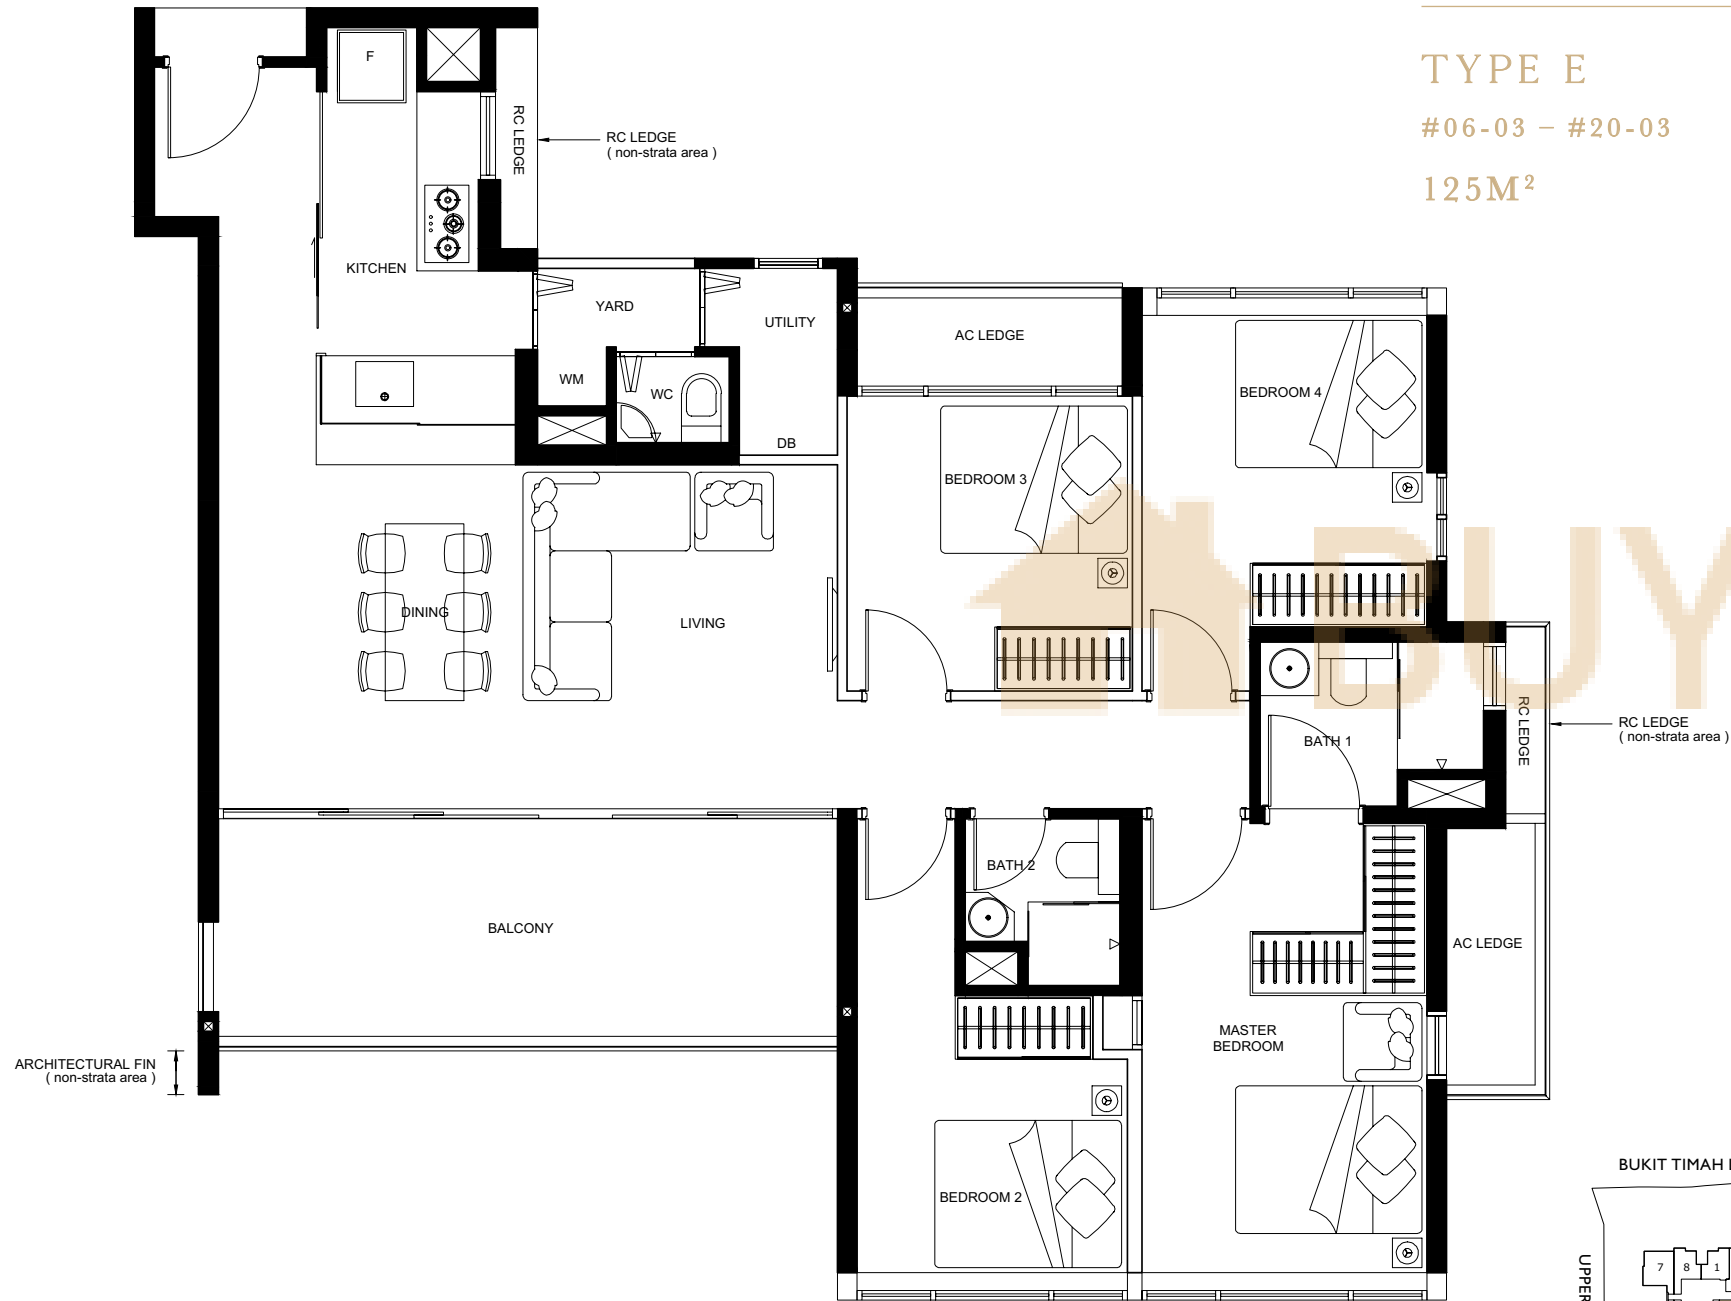 TYPE E
#06-03 – #20-03
125M²
F
RC LEDGE
RC LEDGE
( non-strata area )
KITCHEN
YARD
UTILITY
AC LEDGE
WM
WC
BEDROOM 4
DB
BEDROOM 3
DINING
LIVING
BUY
RC LEDGE
RC LEDGE
( non-strata area )
BATH 1
BATH 2
BALCONY
AC LEDGE
MASTER
BEDROOM
ARCHITECTURAL FIN
( non-strata area )
BEDROOM 2
BUKIT TIMAH
UPPER
7
8
1